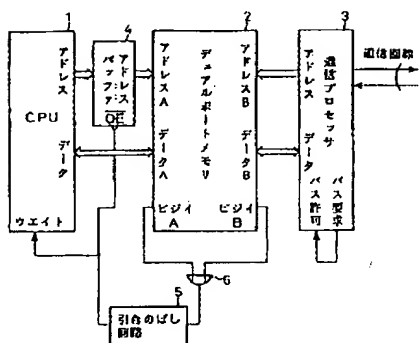 1
4
2
3
CPU
アドレス
データ
ウエイト
アドレス
バッファ
OE
アドレスA
データA
デュアルポートメモリ
アドレスB
データB
ビジイA
ビジイB
アドレス
データ
通信プロセッサ
バス許可
バス要求
通信回線
6
5
引きのばし
回路